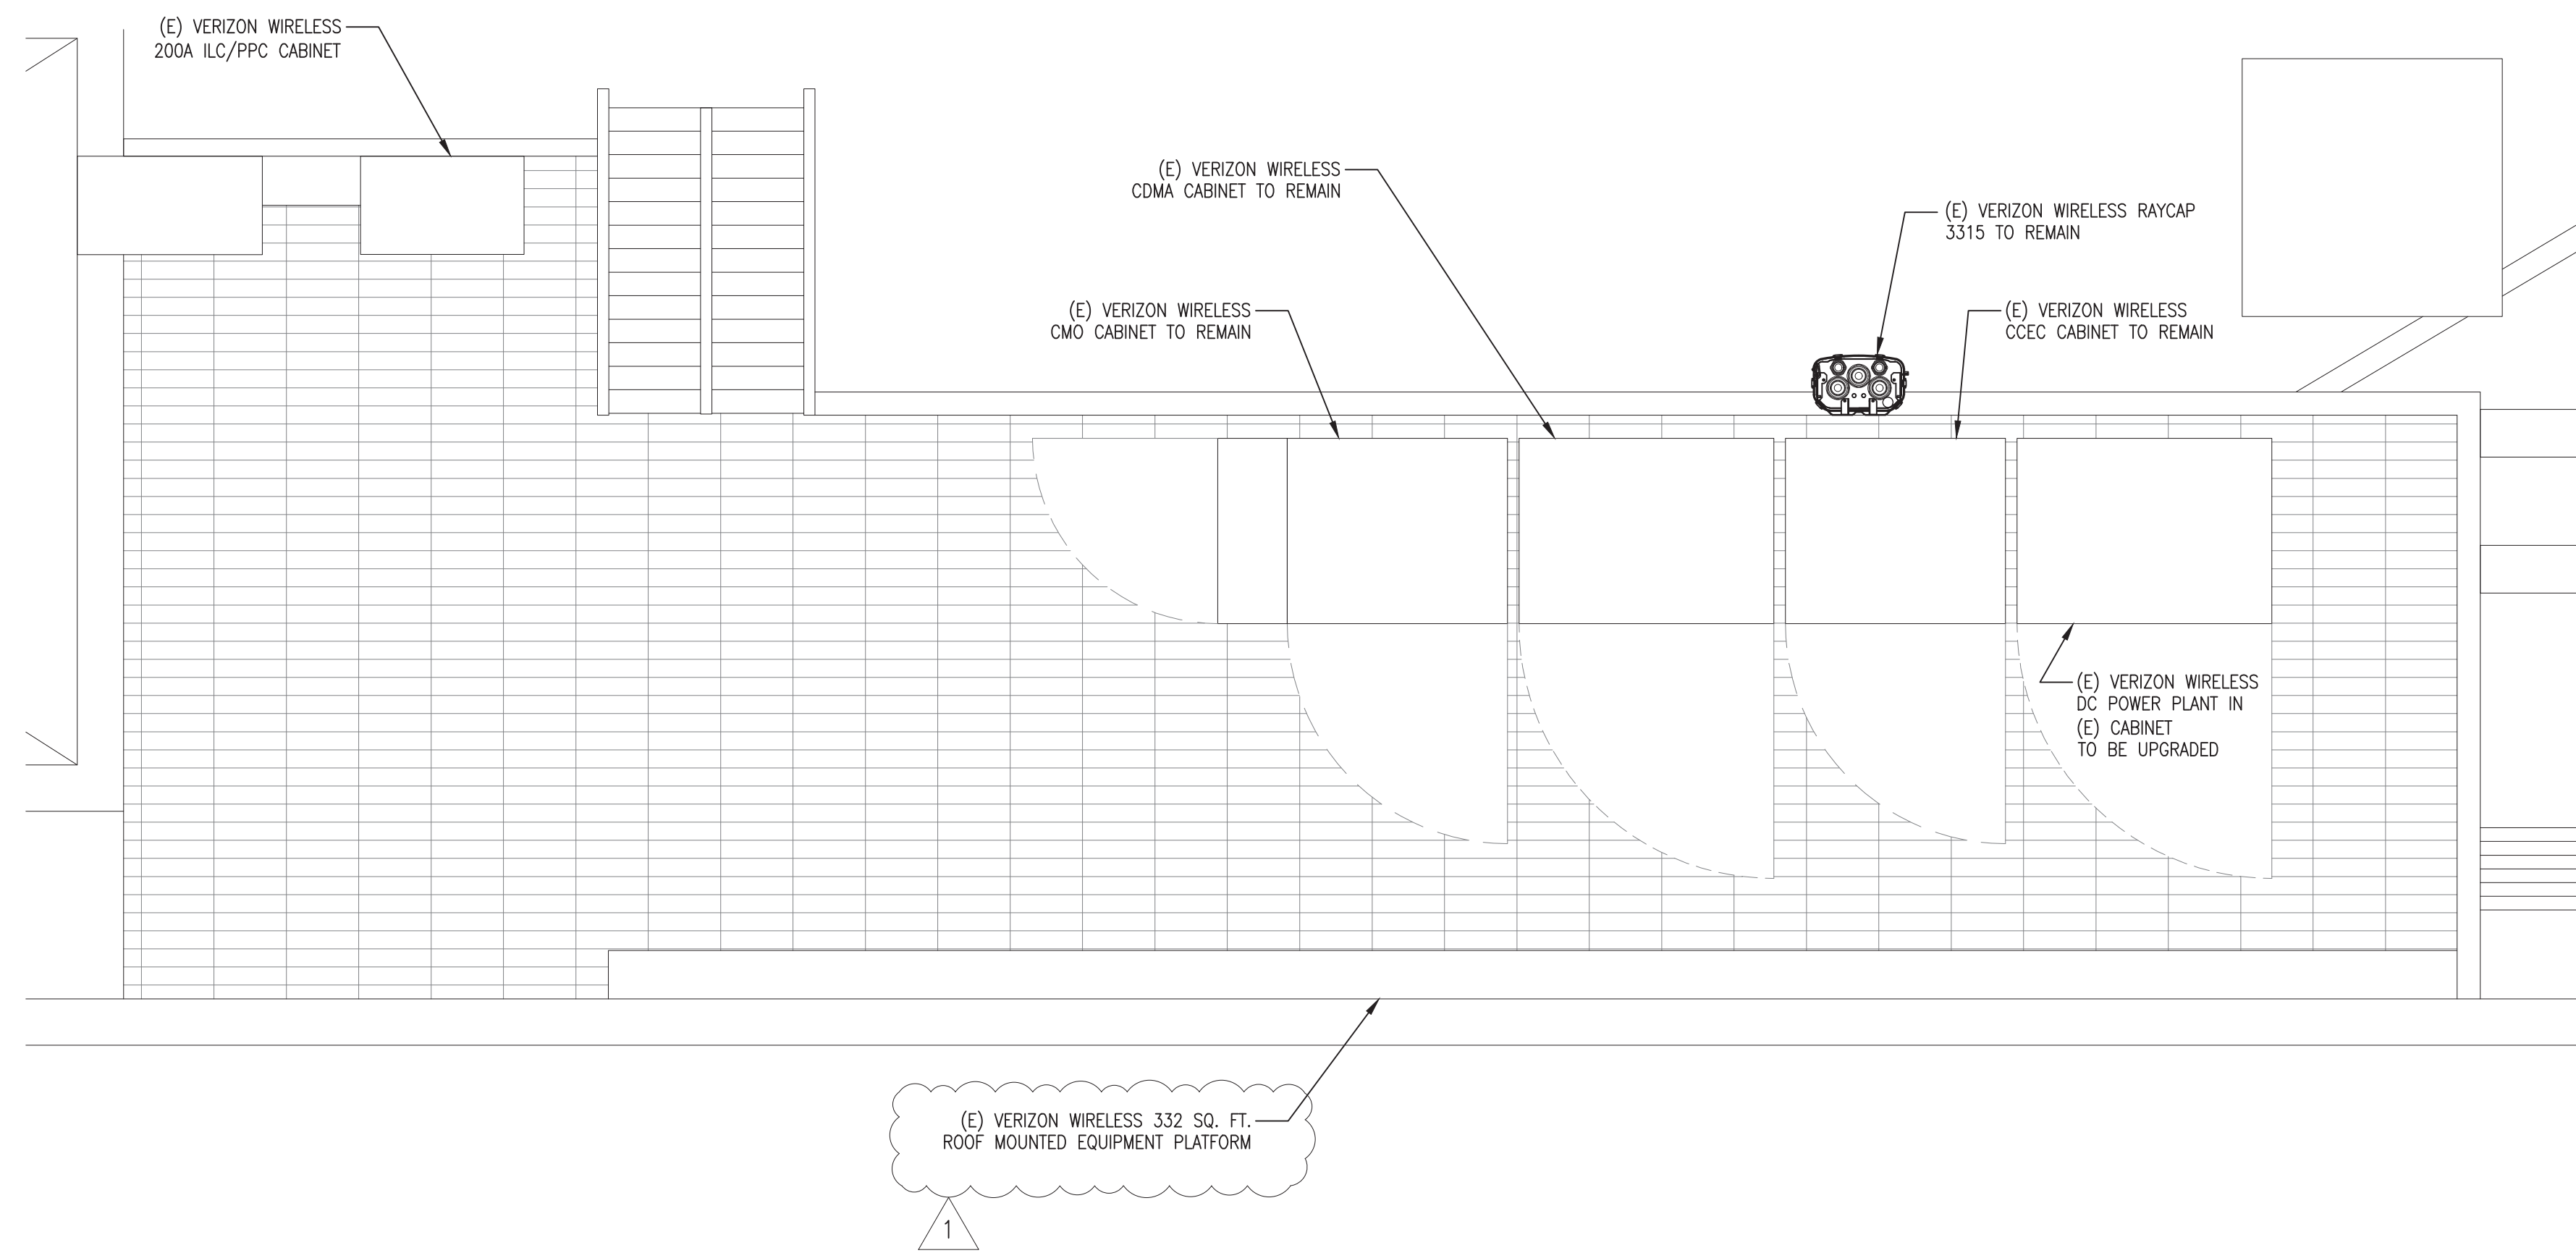 (E) VERIZON WIRELESS
200A ILC/PPC CABINET
(E) VERIZON WIRELESS
CDMA CABINET TO REMAIN
(E) VERIZON WIRELESS RAYCAP
3315 TO REMAIN
(E) VERIZON WIRELESS
CMO CABINET TO REMAIN
(E) VERIZON WIRELESS
CCEC CABINET TO REMAIN
(E) VERIZON WIRELESS
DC POWER PLANT IN
(E) CABINET
TO BE UPGRADED
(E) VERIZON WIRELESS 332 SQ. FT.
ROOF MOUNTED EQUIPMENT PLATFORM
1